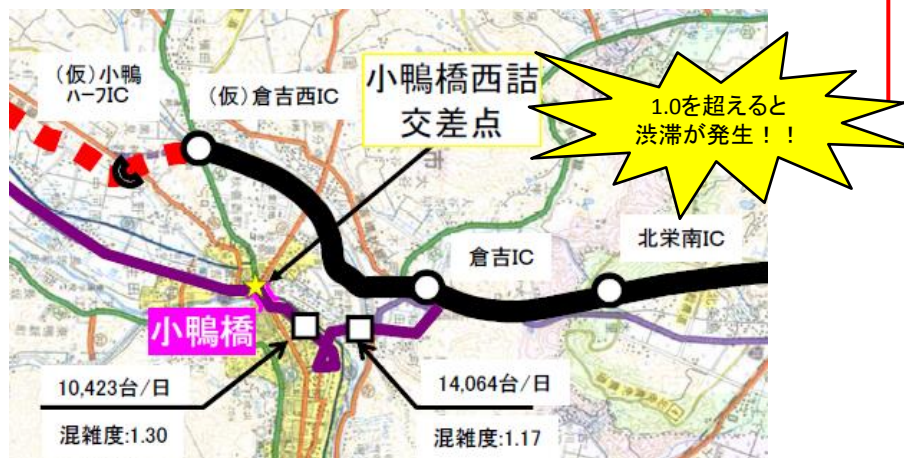 (仮)小鴨
ハーフIC
(仮)倉吉西IC
小鴨橋西詰
交差点
1.0を超えると
渋滞が発生！！
倉吉IC
北栄南IC
小鴨橋
10,423台/日
混雑度:1.30
14,064台/日
混雑度:1.17